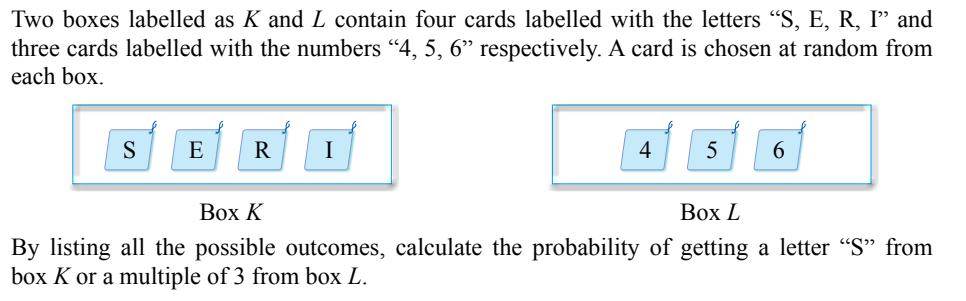 Two boxes labelled as K and L contain four cards labelled with the letters “S, E, R, I” and
three cards labelled with the numbers “4, 5, 6” respectively. A card is chosen at random from
each box.
S E R I 4 5 6
Box K Box L
By listing all the possible outcomes, calculate the probability of getting a letter “S” from
box K or a multiple of 3 from box L.